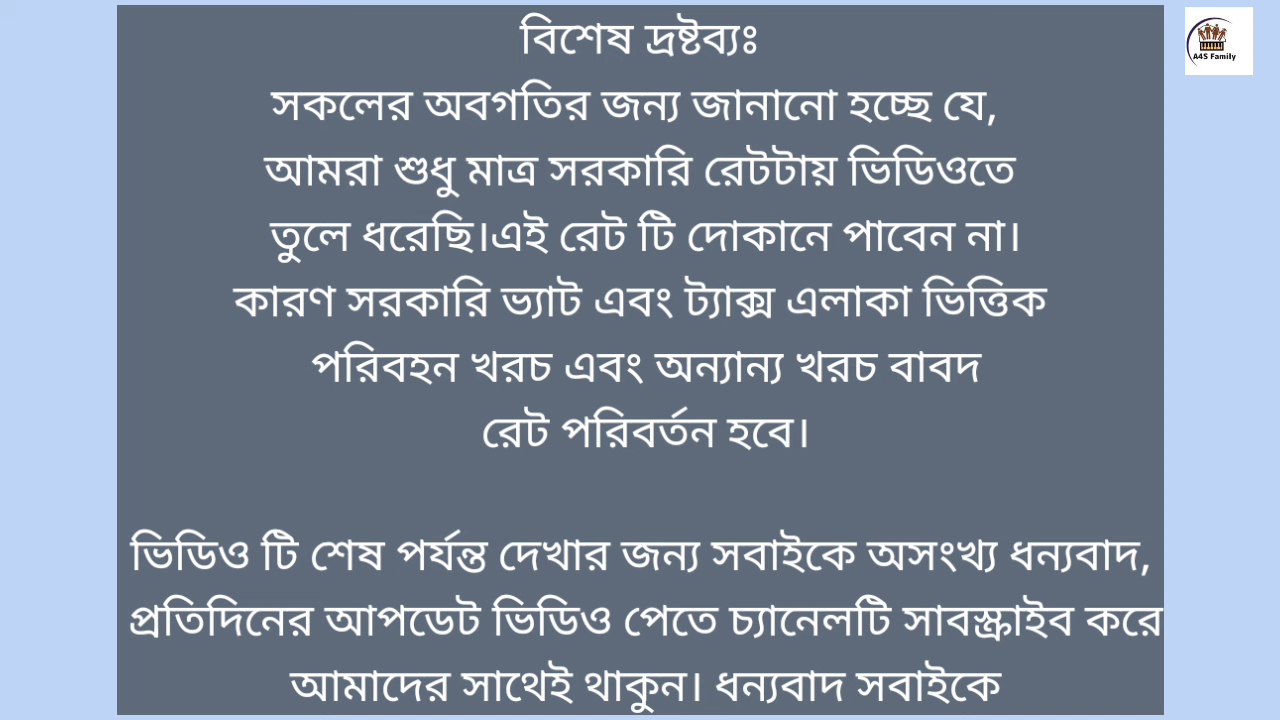 বিশেষ দ্রষ্টব্যঃ
সকলের অবগতির জন্য জানানো হচ্ছে যে,
আমরা শুধু মাত্র সরকারি রেটটায় ভিডিওতে
তুলে ধরেছি।এই রেট টি দোকানে পাবেন না।
কারণ সরকারি ভ্যাট এবং ট্যাক্স এলাকা ভিত্তিক
পরিবহন খরচ এবং অন্যান্য খরচ বাবদ
রেট পরিবর্তন হবে।
ভিডিও টি শেষ পর্যন্ত দেখার জন্য সবাইকে অসংখ্য ধন্যবাদ,
প্রতিদিনের আপডেট ভিডিও পেতে চ্যানেলটি সাবস্ক্রাইব করে
আমাদের সাথেই থাকুন। ধন্যবাদ সবাইকে
A4S Family